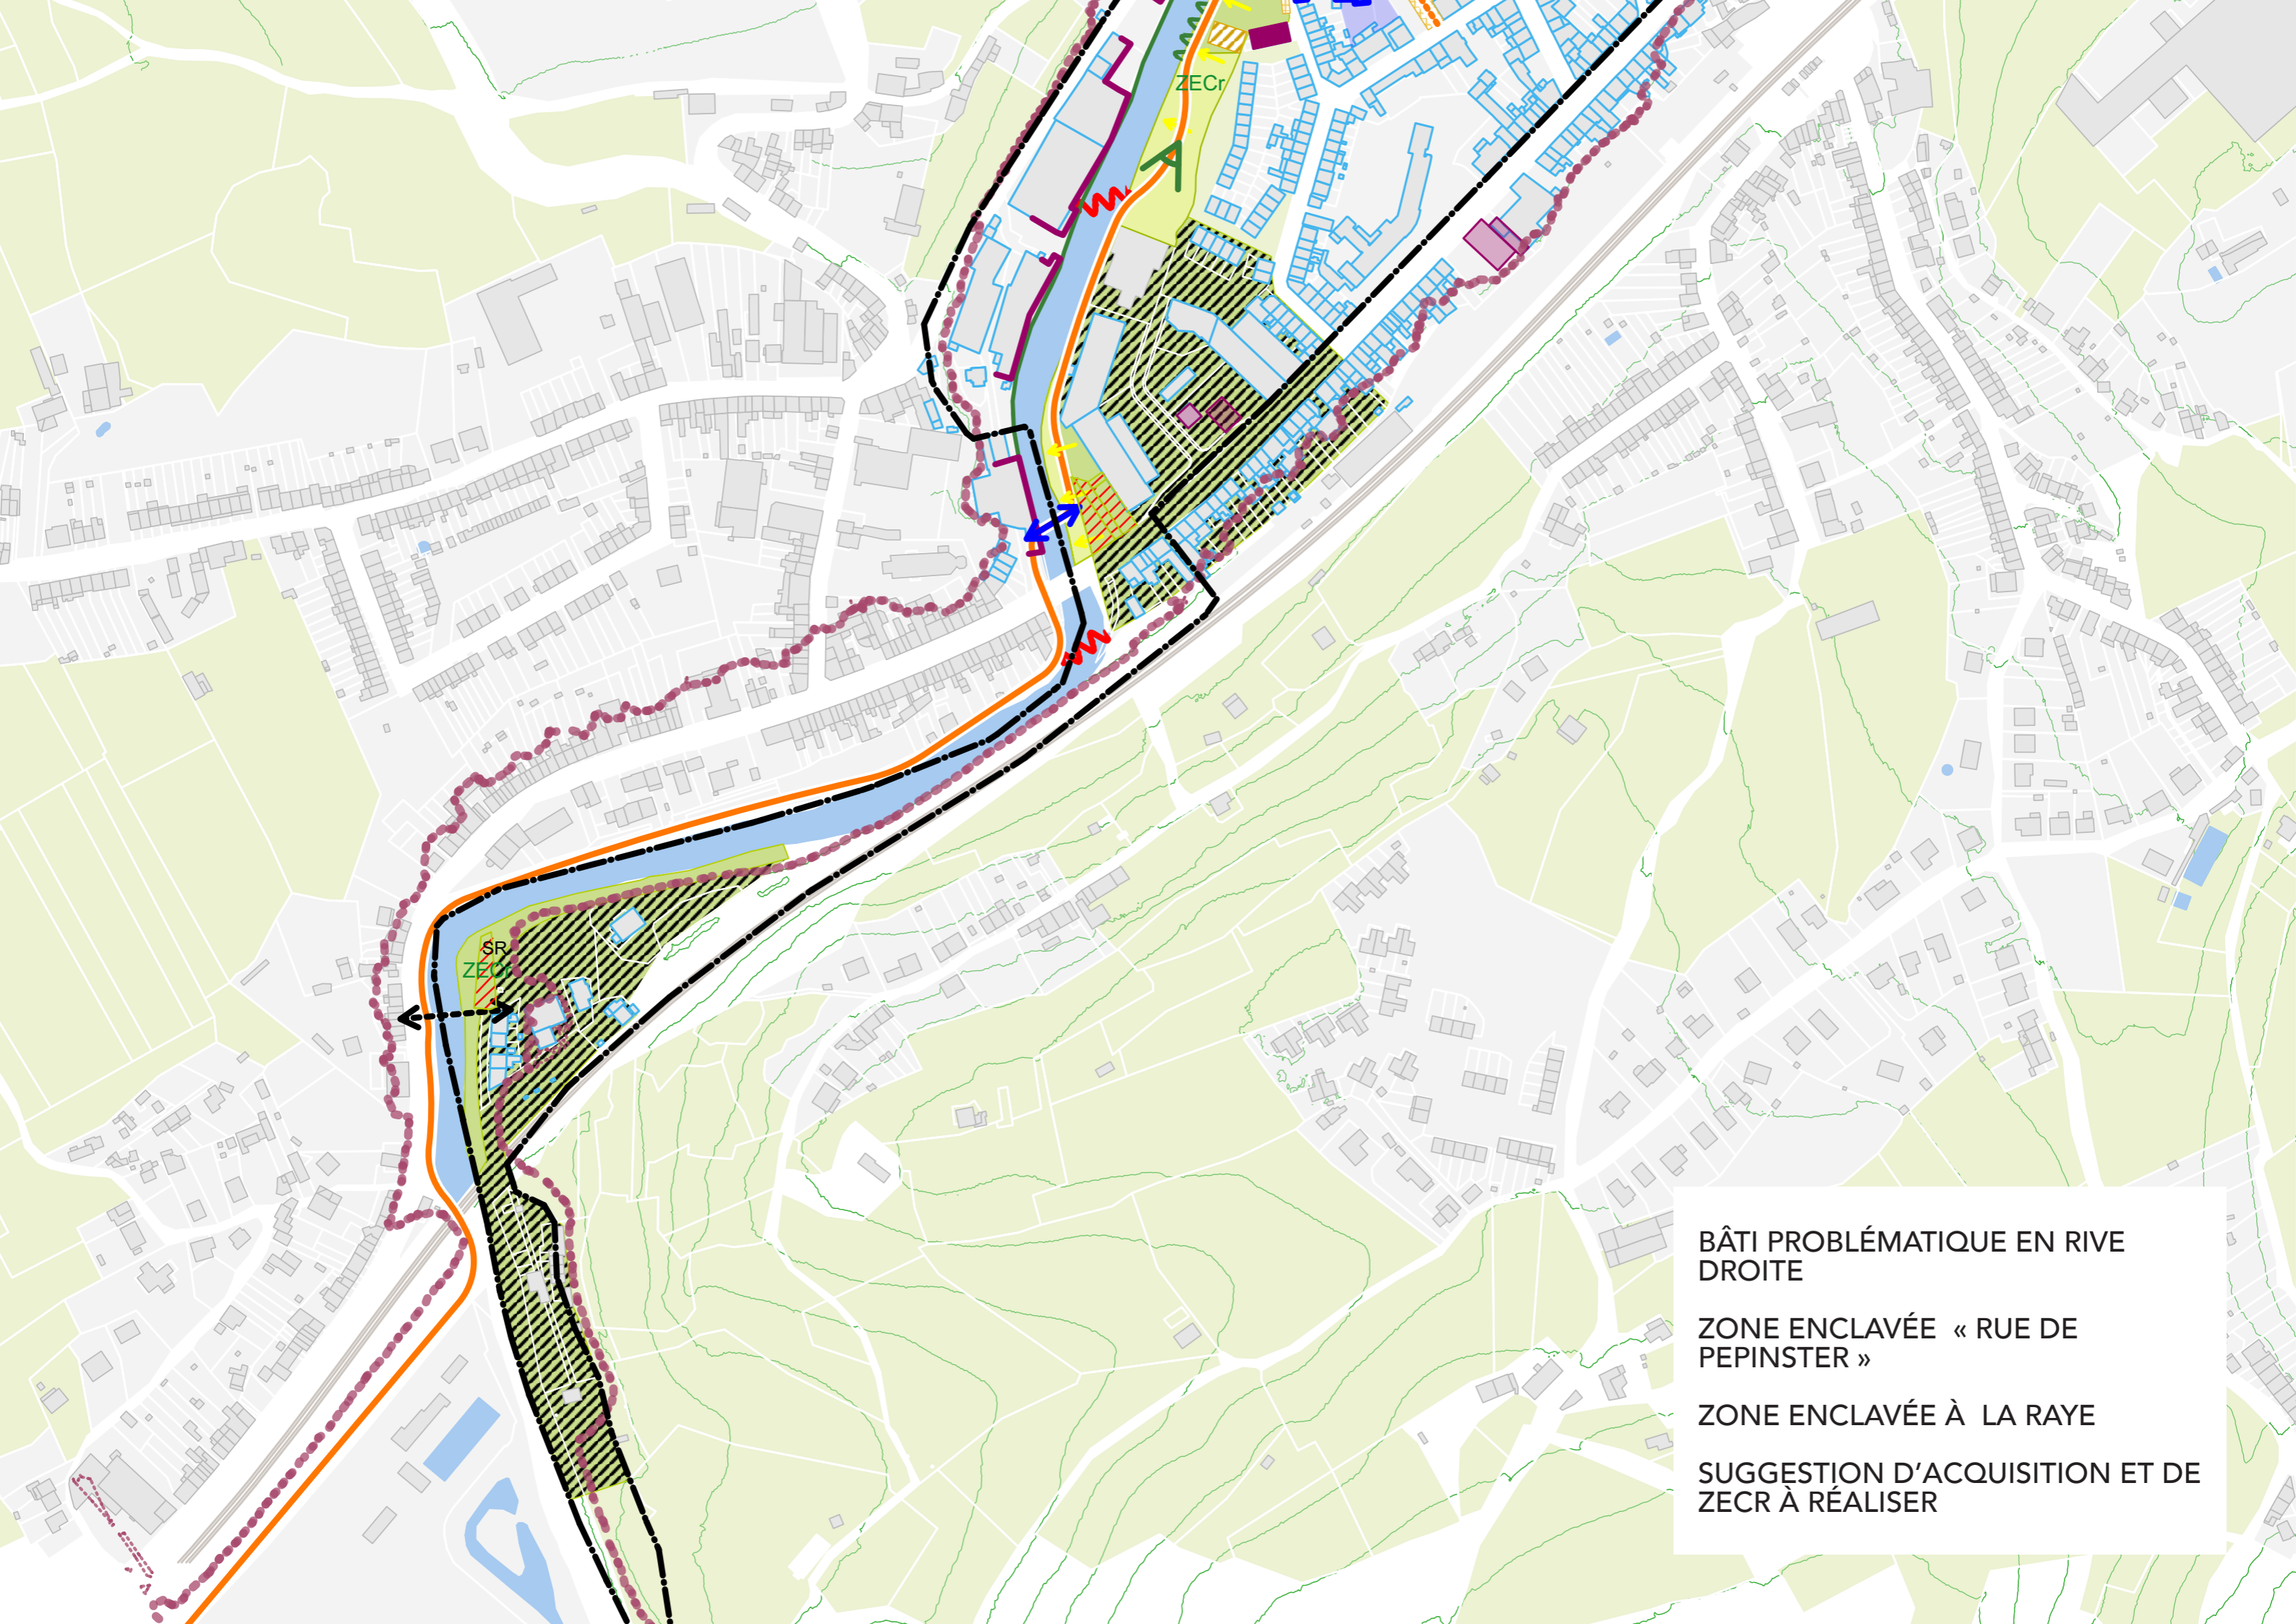 ZECr
SR
ZECr
BÂTI PROBLÉMATIQUE EN RIVE
DROITE
ZONE ENCLAVÉE « RUE DE
PEPINSTER »
ZONE ENCLAVÉE À LA RAYE
SUGGESTION D’ACQUISITION ET DE
ZECR À RÉALISER